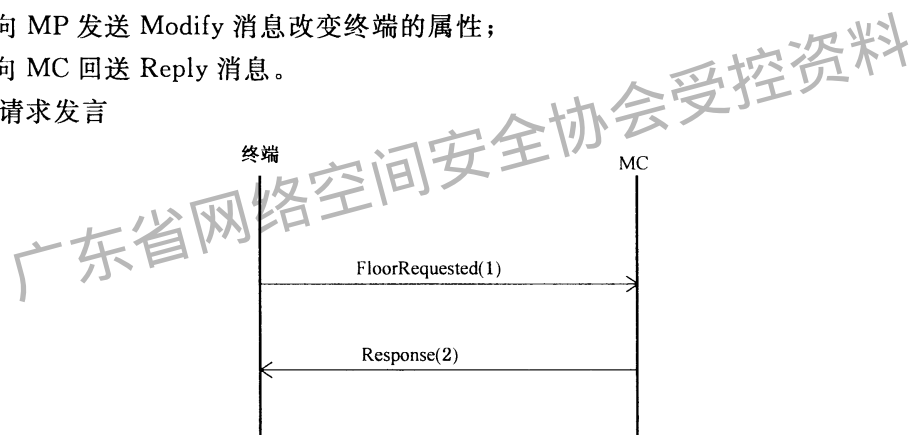 向 MP 发送 Modify 消息改变终端的属性；
向 MC 回送 Reply 消息。
请求发言
终端
MC
广东省网络空间安全协会受控资料
FloorRequested(1)
Response(2)